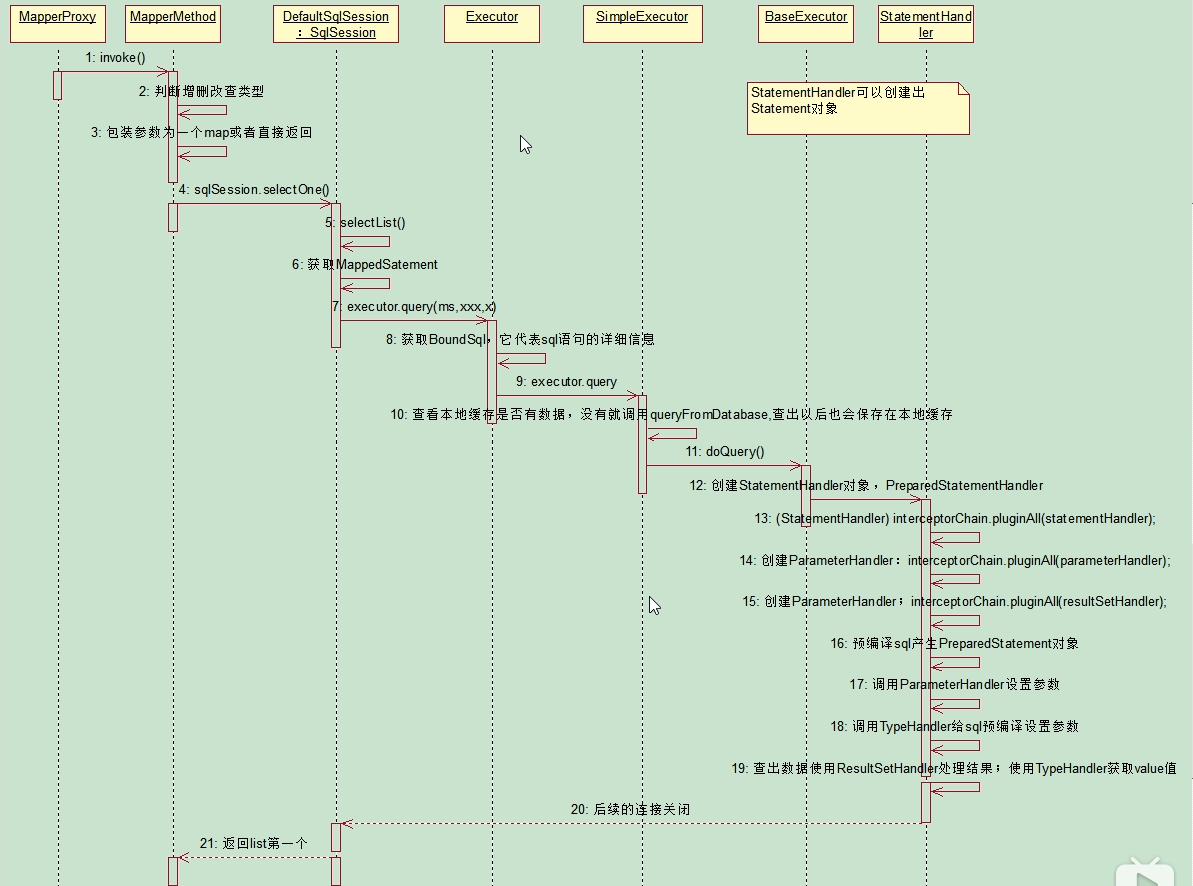 MapperProxy
MapperMethod
DefaultSqlSession
：SqlSession
Executor
SimpleExecutor
BaseExecutor
StatementHand
ler
1: invoke()
StatementHandler可以创建出
Statement对象
2: 判断增删改查类型
3: 包装参数为一个map或者直接返回
4: sqlSession.selectOne()
5: selectList()
6: 获取MappedSatement
7: executor.query(ms,xxx,x)
8: 获取BoundSql，它代表sql语句的详细信息
9: executor.query
10: 查看本地缓存是否有数据，没有就调用queryFromDatabase,查出以后也会保存在本地缓存
11: doQuery()
12: 创建StatementHandler对象，PreparedStatementHandler
13: (StatementHandler) interceptorChain.pluginAll(statementHandler);
14: 创建ParameterHandler：interceptorChain.pluginAll(parameterHandler);
15: 创建ParameterHandler；interceptorChain.pluginAll(resultSetHandler);
16: 预编译sql产生PreparedStatement对象
17: 调用ParameterHandler设置参数
18: 调用TypeHandler给sql预编译设置参数
19: 查出数据使用ResultSetHandler处理结果；使用TypeHandler获取value值
20: 后续的连接关闭
21: 返回list第一个